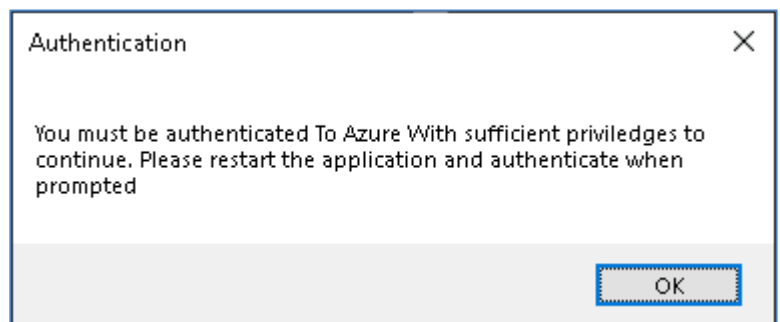 Authentication
You must be authenticated To Azure With sufficient priviledges to
continue. Please restart the application and authenticate when
prompted
OK